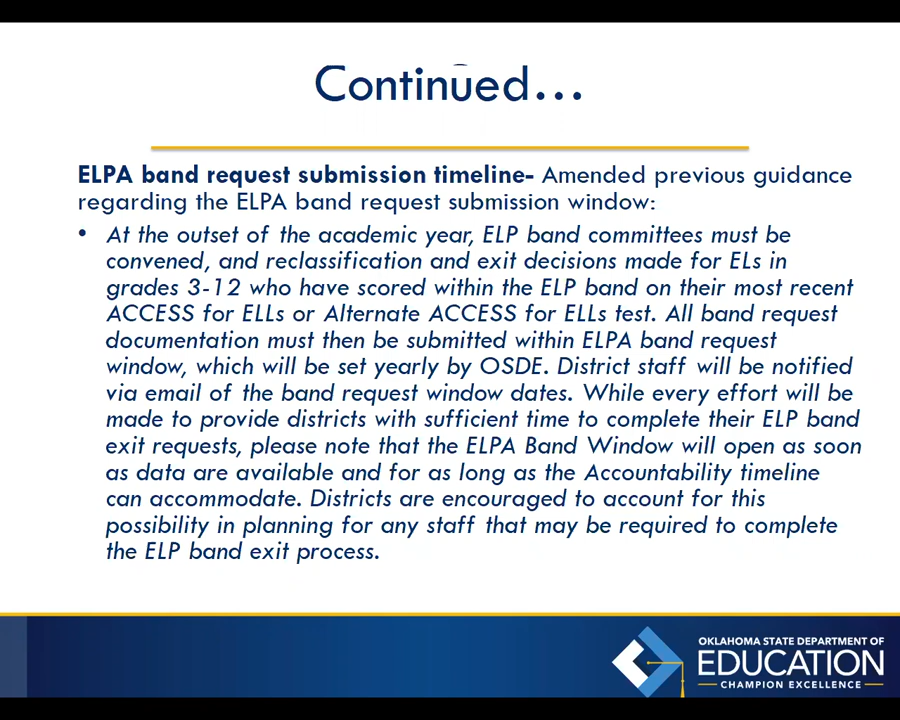 Continued...
ELPA band request submission timeline- Amended previous guidance
regarding the ELPA band request submission window:
• At the outset of the academic year, ELP band committees must be
convened, and reclassification and exit decisions made for ELs in
grades 3-12 who have scored within the ELP band on their most recent
ACCESS for ELLs or Alternate ACCESS for ELLs test. All band request
documentation must then be submitted within ELPA band request
window, which will be set yearly by OSDE. District staff will be notified
via email of the band request window dates. While every effort will be
made to provide districts with sufficient time to complete their ELP band
exit requests, please note that the ELPA Band Window will open as soon
as data are available and for as long as the Accountability timeline
can accommodate. Districts are encouraged to account for this
possibility in planning for any staff that may be required to complete
the ELP band exit process.
OKLAHOMA STATE DEPARTMENT OF
EDUCATION
CHAMPION EXCELLENCE